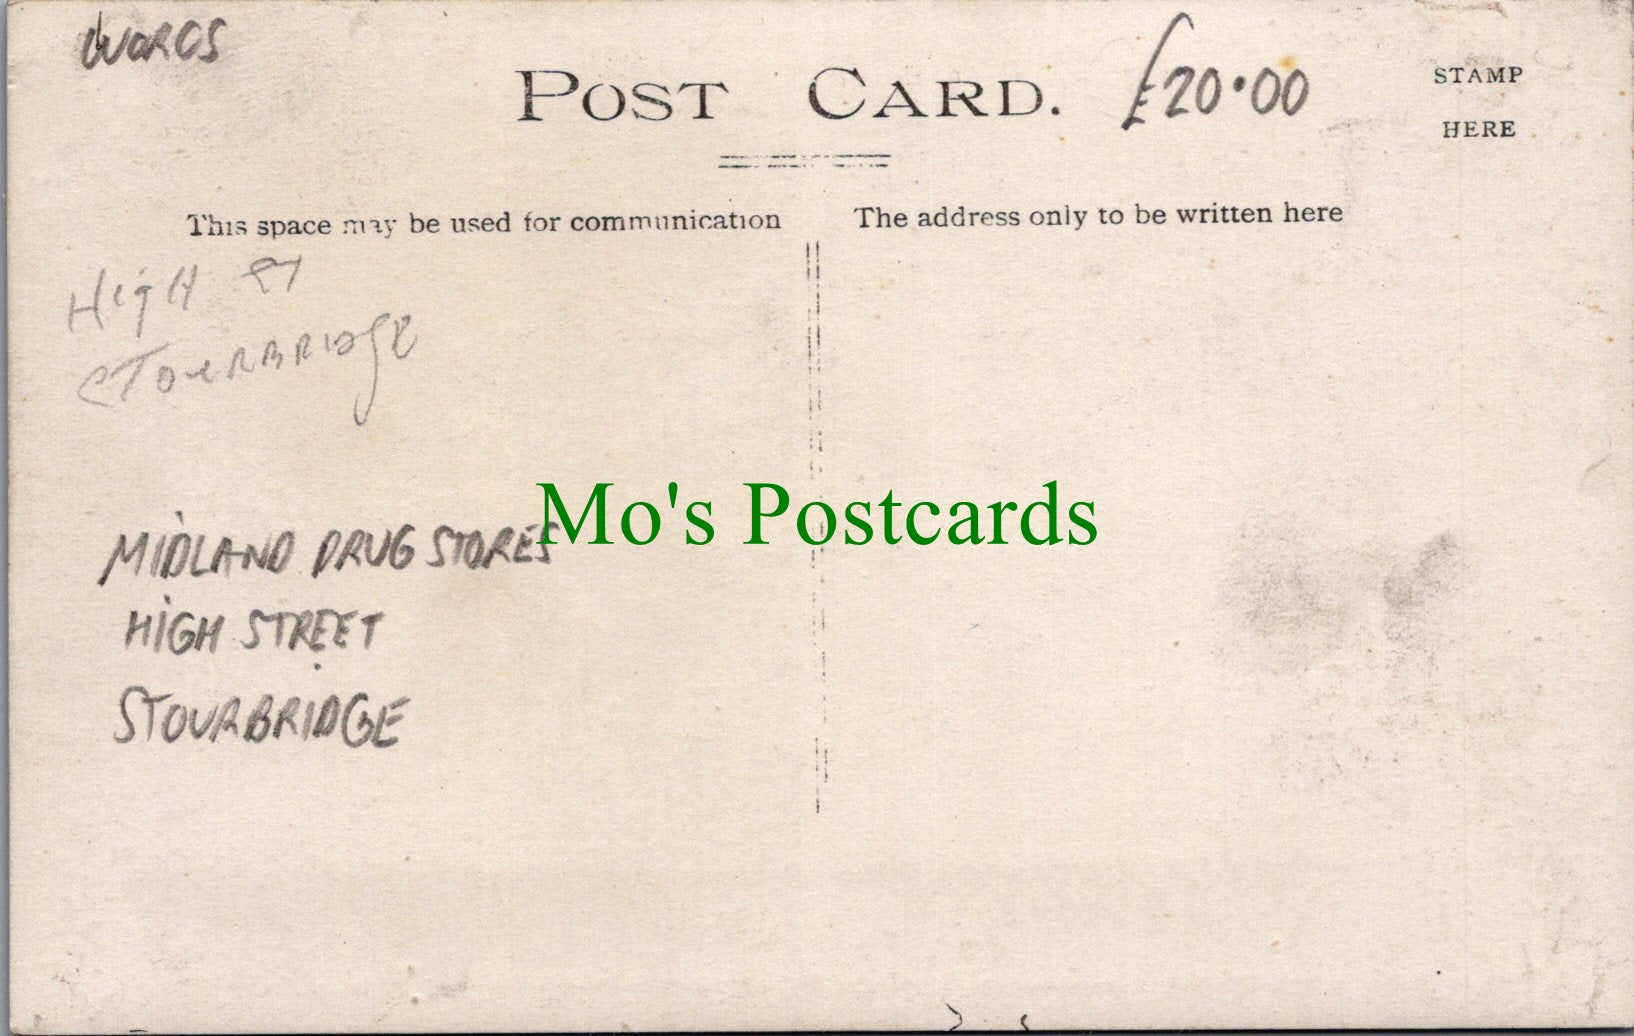 WORCS
POST CARD.
£20.00
STAMP
HERE
This space may be used for communication
The address only to be written here
HIGH ST
STOURBRIDGE
Mo's Postcards
MIDLAND DRUG STORES
HIGH STREET
STOURBRIDGE